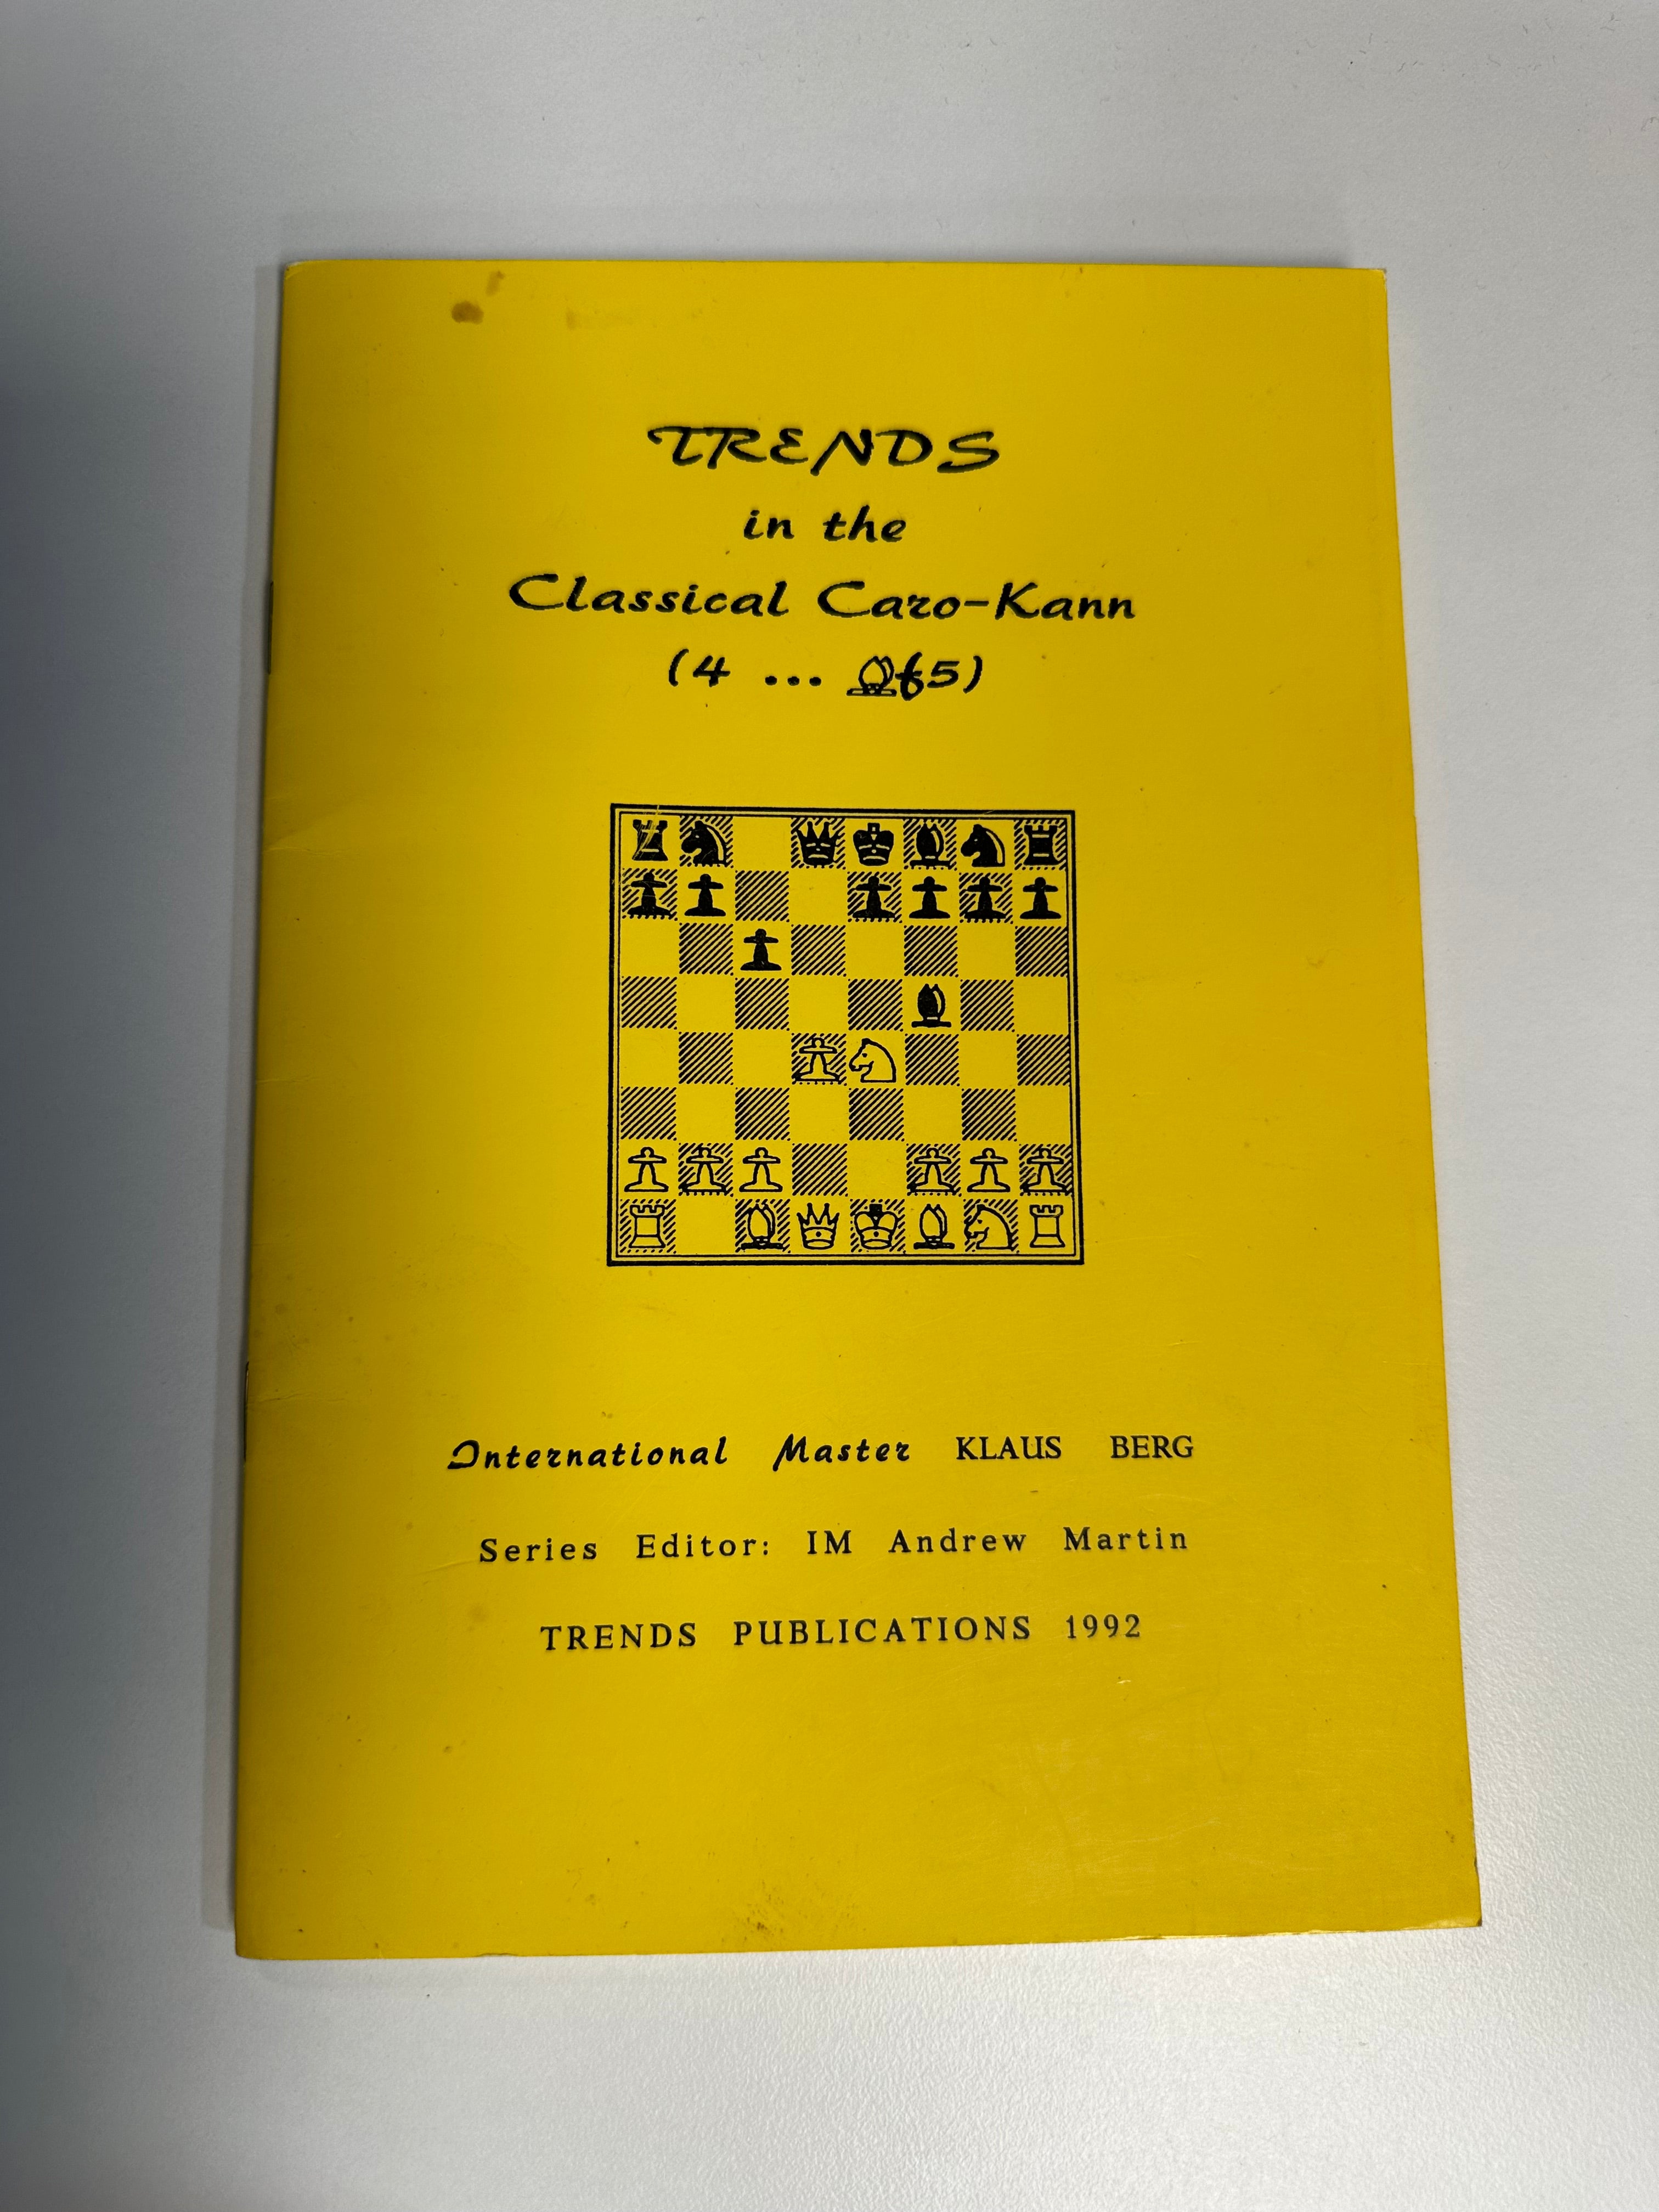 TRENDS
in the
Classical Caro-Kann
(4 ... ♗f5)
International Master KLAUS BERG
Series Editor: IM Andrew Martin
TRENDS PUBLICATIONS 1992